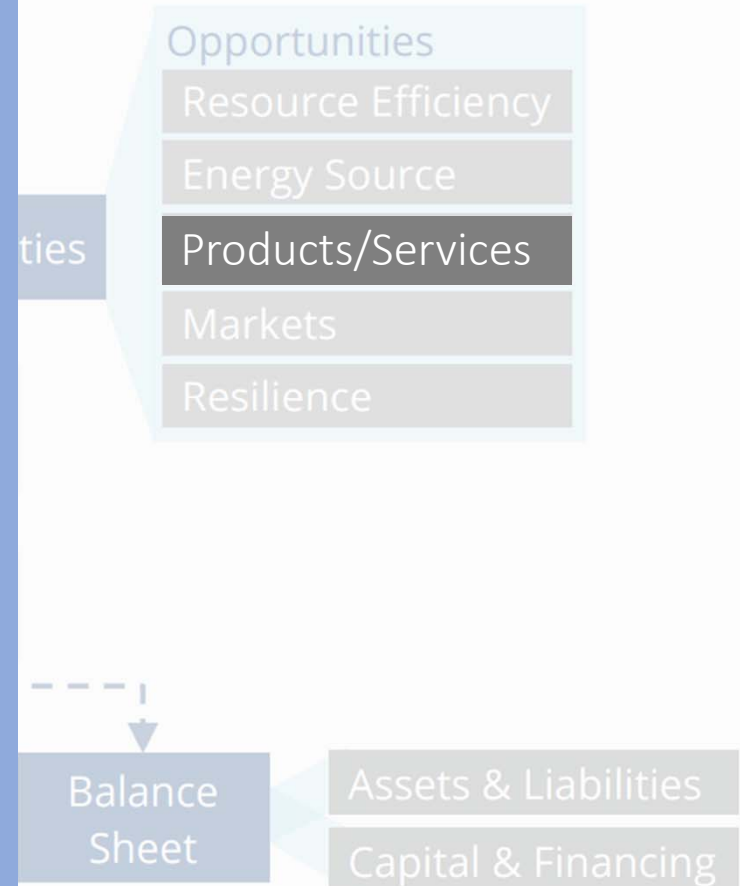 Opportunities
Resource Efficiency
Energy Source
ties
Products/Services
Markets
Resilience
Balance
Sheet
Assets & Liabilities
Capital & Financing